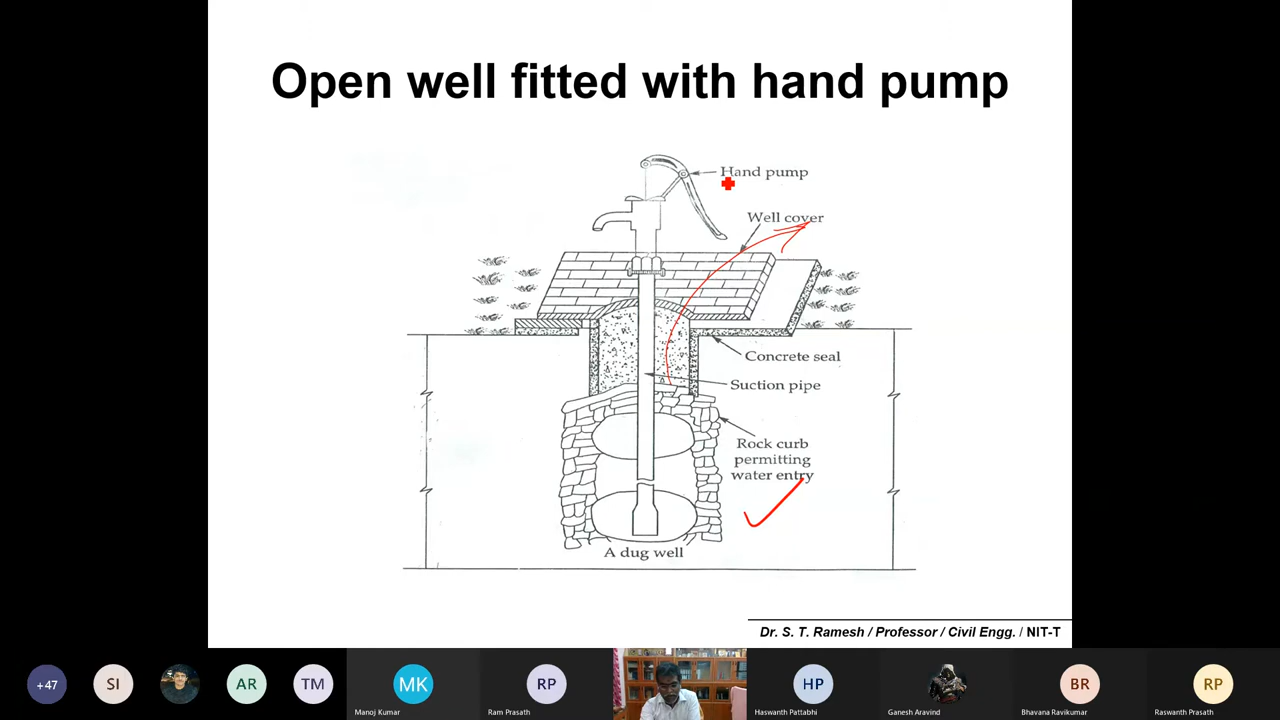 Open well fitted with hand pump
Hand pump
Well cover
Concrete seal
Suction pipe
Rock curb
permitting
water entry
A dug well
Dr. S. T. Ramesh / Professor / Civil Engg. / NIT-T
+47
SI
AR
TM
MK
RP
HP
BR
RP
Manoj Kumar
Ram Prasath
Haswanth Pattabhi
Ganesh Aravind
Bhavana Ravikumar
Raswanth Prasath